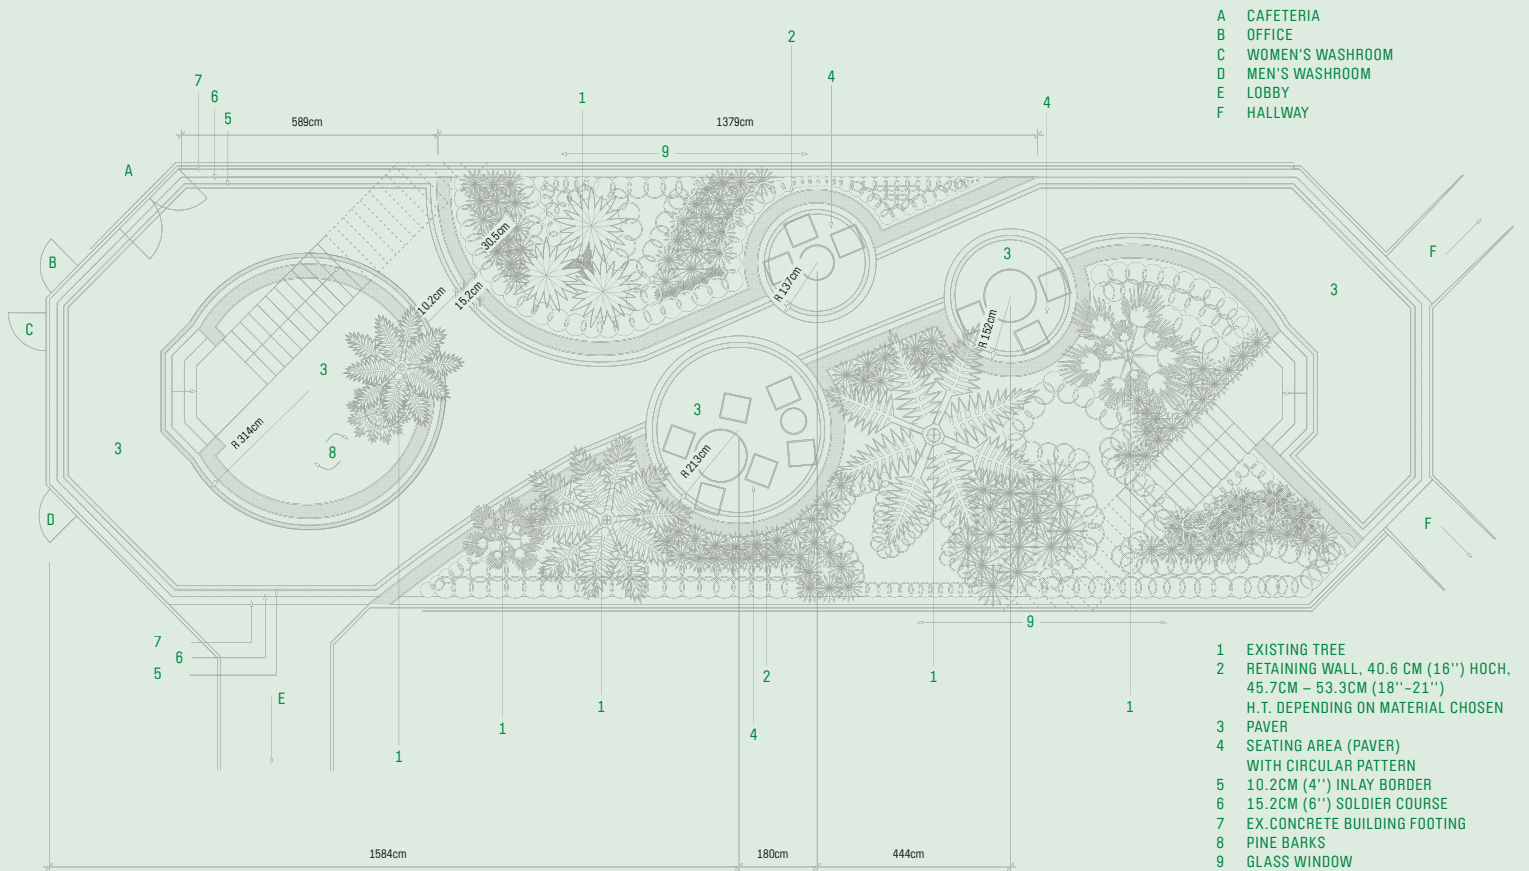 A CAFETERIA
B OFFICE
C WOMEN'S WASHROOM
D MEN'S WASHROOM
E LOBBY
F HALLWAY
2
4
7
6
1
4
5
589cm
1379cm
9
A
30.5cm
B
3
F
10.2cm
15.2cm
R 137cm
3
C
R 152cm
3
3
R 314cm
3
8
R 213cm
D
F
9
7
6
5
E
2
1
1
1
1
4
1
1 EXISTING TREE
2 RETAINING WALL, 40.6 CM (16'') HOCH,
45.7CM – 53.3CM (18''-21'')
H.T. DEPENDING ON MATERIAL CHOSEN
3 PAVER
4 SEATING AREA (PAVER)
WITH CIRCULAR PATTERN
5 10.2CM (4'') INLAY BORDER
6 15.2CM (6'') SOLDIER COURSE
7 EX.CONCRETE BUILDING FOOTING
8 PINE BARKS
9 GLASS WINDOW
1584cm
180cm
444cm